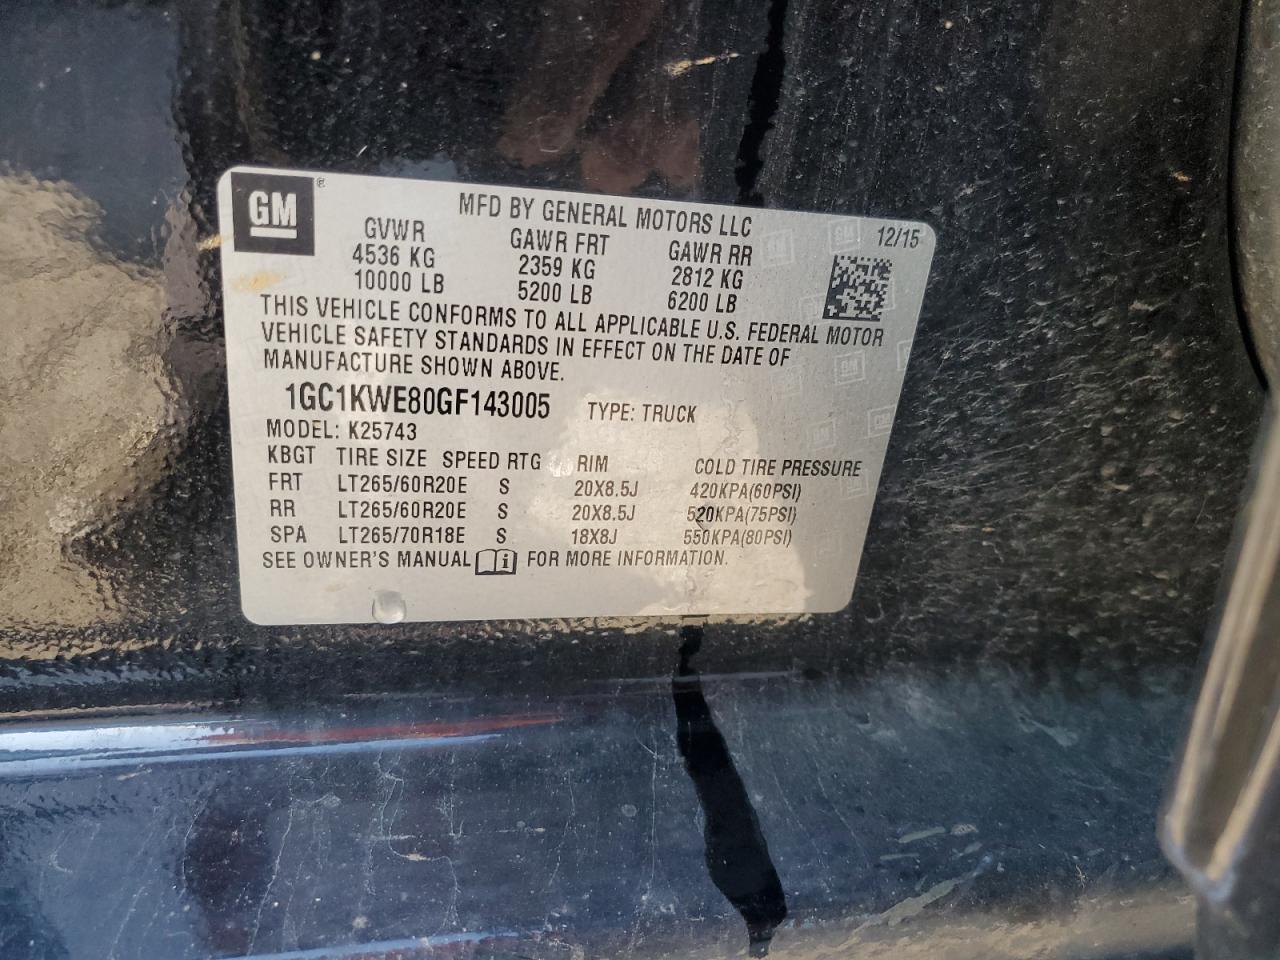 GM®
MFD BY GENERAL MOTORS LLC
12/15
GVWR GAWR FRT GAWR RR
4536 KG 2359 KG 2812 KG
10000 LB 5200 LB 6200 LB
THIS VEHICLE CONFORMS TO ALL APPLICABLE U.S. FEDERAL MOTOR
VEHICLE SAFETY STANDARDS IN EFFECT ON THE DATE OF
MANUFACTURE SHOWN ABOVE.
1GC1KWE80GF143005 TYPE: TRUCK
MODEL: K25743
KBGT TIRE SIZE SPEED RTG RIM COLD TIRE PRESSURE
FRT LT265/60R20E S 20X8.5J 420KPA(60PSI)
RR LT265/60R20E S 20X8.5J 520KPA(75PSI)
SPA LT265/70R18E S 18X8J 550KPA(80PSI)
SEE OWNER'S MANUAL i FOR MORE INFORMATION.